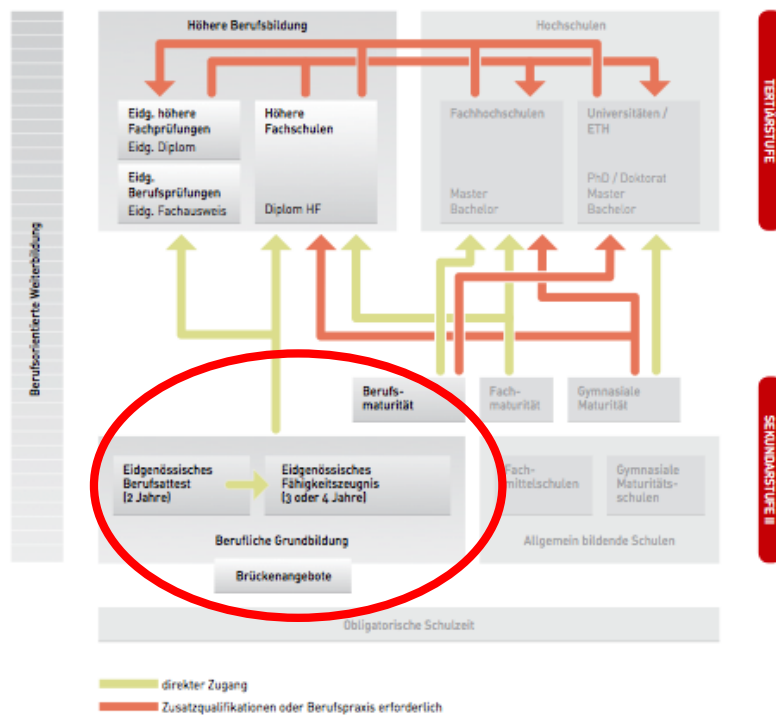 Höhere Berufsbildung
Hochschulen
Eidg. höhere
Fachprüfungen
Eidg. Diplom
Höhere
Fachschulen
Diplom HF
Fachhochschulen
Master
Bachelor
Universitäten /
ETH
PhD / Doktorat
Master
Bachelor
Eidg.
Berufsprüfungen
Eidg. Fachausweis
TERTIÄRSTUFE
Berufsorientierte Weiterbildung
Berufs-
maturität
Fach-
maturität
Gymnasiale
Maturität
Eidgenössisches
Berufsattest
(2 Jahre)
Eidgenössisches
Fähigkeitszeugnis
(3 oder 4 Jahre)
Fach-
mittelschulen
Gymnasiale
Maturitäts-
schulen
SEKUNDARSTUFE II
Berufliche Grundbildung
Allgemein bildende Schulen
Brückenangebote
Obligatorische Schulzeit
direkter Zugang
Zusatzqualifikationen oder Berufspraxis erforderlich